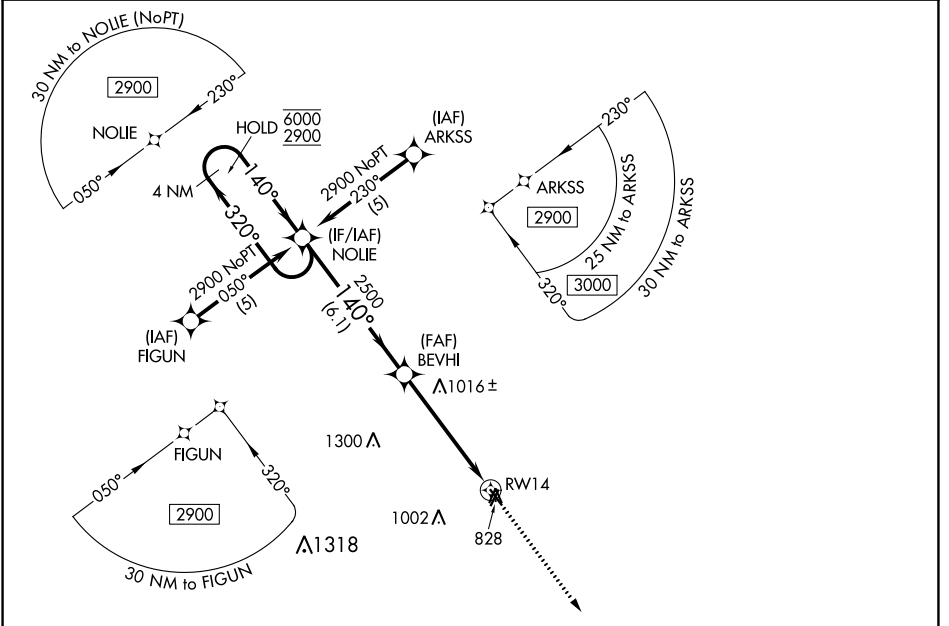 30 NM to NOLIE (NoPT)
2900
230°
NOLIE
050°
HOLD
6000
2900
(IAF)
ARKSS
4 NM
140°
320°
2900 NoPT
230°
(5)
(IF/IAF)
NOLIE
2900 NoPT
050°
(5)
(IAF)
FIGUN
2500
140°
(6.1)
(FAF)
BEVHI
1016 ±
1300
RW14
1002
828
230°
ARKSS
2900
25 NM to ARKSS
3000
30 NM to ARKSS
320°
FIGUN
050°
320°
2900
30 NM to FIGUN
1318